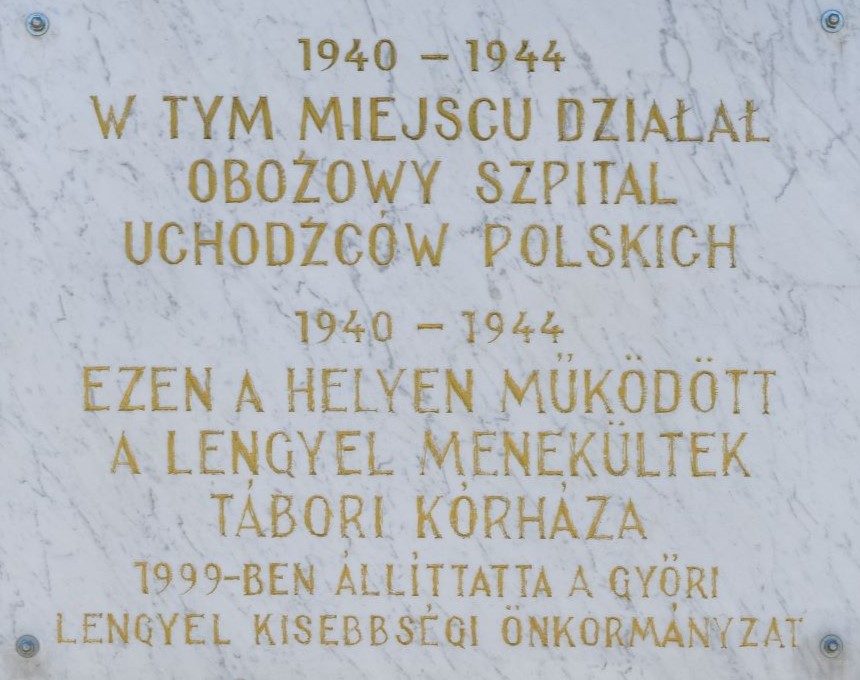 1940 – 1944
W TYM MIEJSCU DZIAŁAŁ
OBOŻOWY SZPITAL
UCHODŹCÓW POLSKICH
1940 – 1944
EZEN A HELYEN MŰKÖDÖTT
A LENGYEL MENEKÜLTEK
TÁBORI KÓRHÁZA
1999-BEN ÁLLÍTTATTA A GYŐRI
LENGYEL KISEBBSÉGI ÖNKORMÁNYZAT